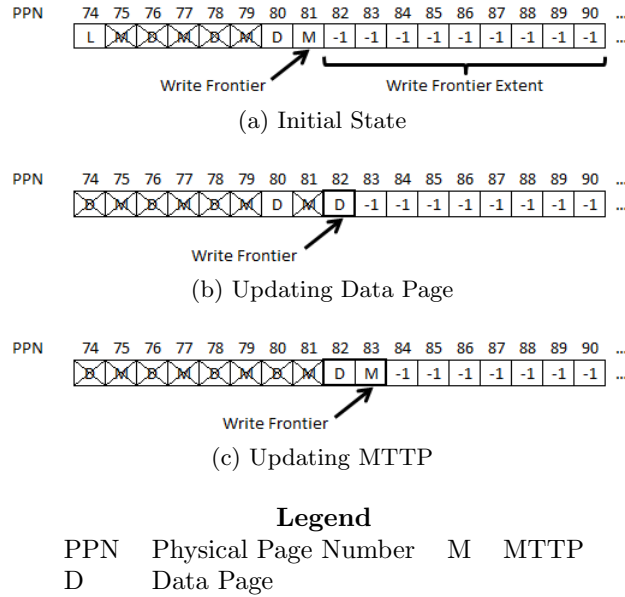 PPN 74 75 76 77 78 79 80 81 82 83 84 85 86 87 88 89 90 ...
L M D M D M D M -1 -1 -1 -1 -1 -1 -1 -1 -1 ...
Write Frontier Write Frontier Extent
(a) Initial State
PPN 74 75 76 77 78 79 80 81 82 83 84 85 86 87 88 89 90 ...
D M D M D M D M D -1 -1 -1 -1 -1 -1 -1 -1 ...
Write Frontier
(b) Updating Data Page
PPN 74 75 76 77 78 79 80 81 82 83 84 85 86 87 88 89 90 ...
D M D M D M D M D M -1 -1 -1 -1 -1 -1 -1 ...
Write Frontier
(c) Updating MTTP
Legend
PPN Physical Page Number M MTTP
D Data Page